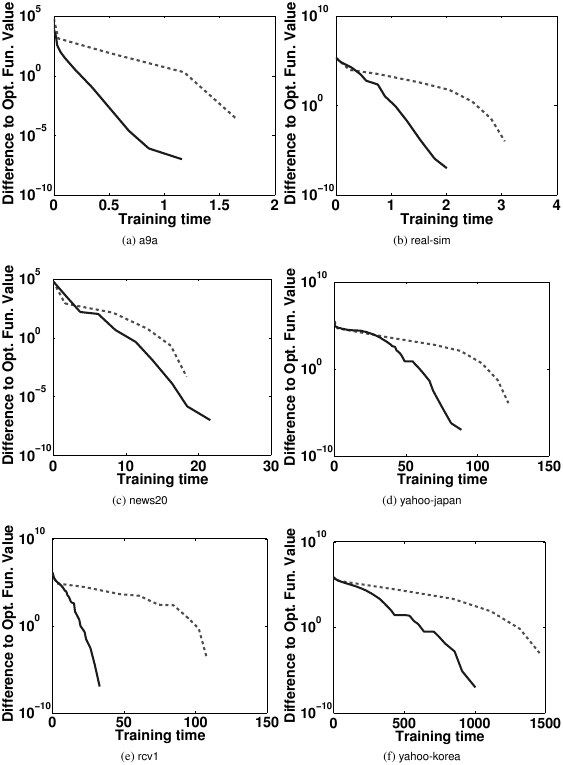 Difference to Opt. Fun. Value
10^5
10^0
10^-5
10^-10
0 0.5 1 1.5 2
Training time
(a) a9a
Difference to Opt. Fun. Value
10^10
10^0
10^-10
0 1 2 3 4
Training time
(b) real-sim
Difference to Opt. Fun. Value
10^5
10^0
10^-5
10^-10
0 10 20 30
Training time
(c) news20
Difference to Opt. Fun. Value
10^10
10^0
10^-10
0 50 100 150
Training time
(d) yahoo-japan
Difference to Opt. Fun. Value
10^10
10^0
10^-10
0 50 100 150
Training time
(e) rcv1
Difference to Opt. Fun. Value
10^10
10^0
10^-10
0 500 1000 1500
Training time
(f) yahoo-korea